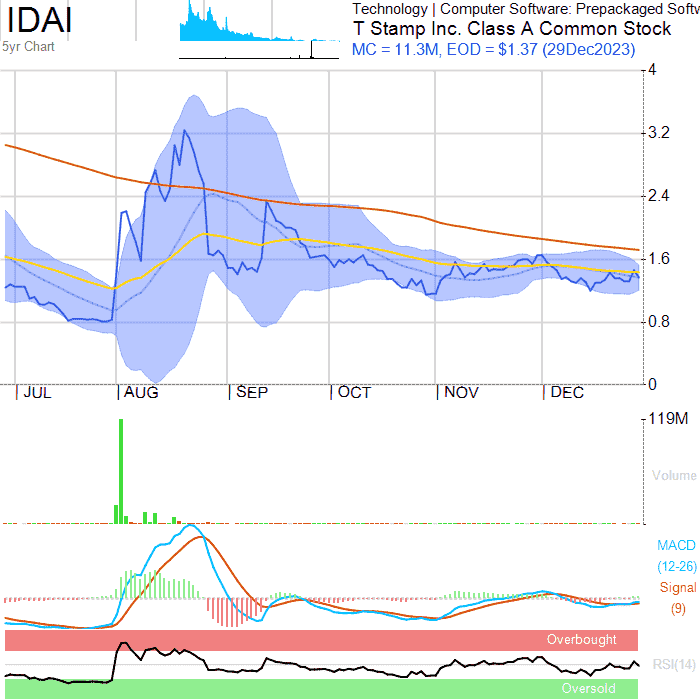 IDAI
5yr Chart
Technology | Computer Software: Prepackaged Softw
T Stamp Inc. Class A Common Stock
MC = 11.3M, EOD = $1.37 (29Dec2023)
4
3.2
2.4
1.6
0.8
0
JUL AUG SEP OCT NOV DEC
119M
Volume
MACD
(12-26)
Signal
(9)
Overbought
RSI(14)
Oversold